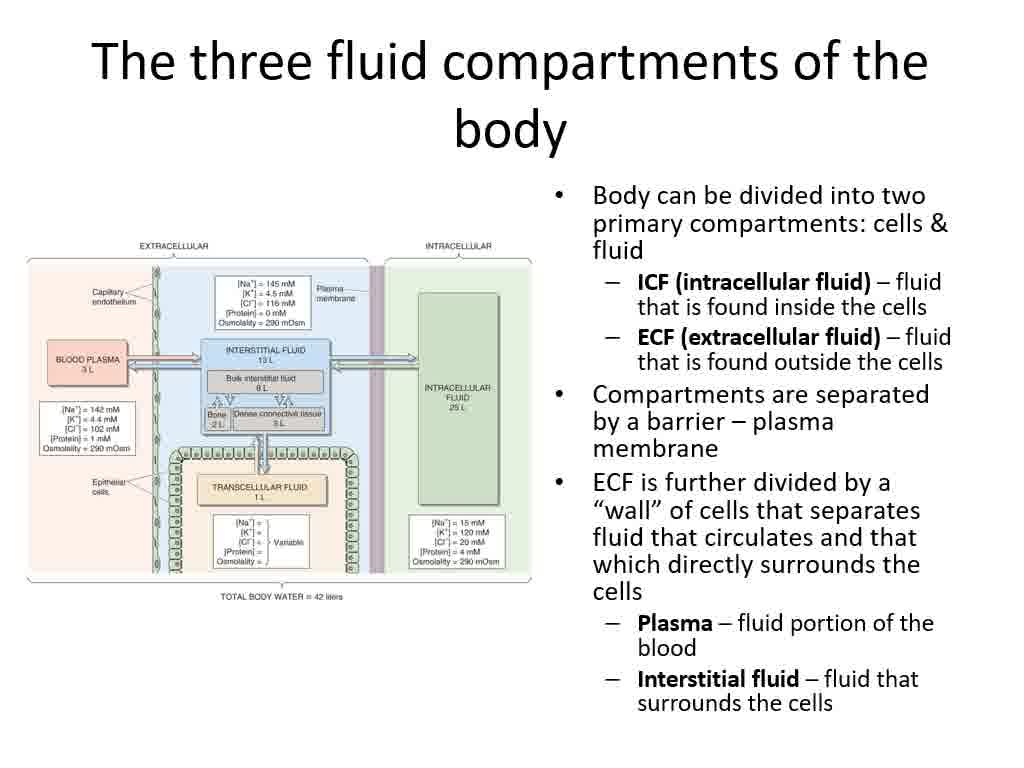 The three fluid compartments of the
body
EXTRACELLULAR
INTRACELLULAR
Capillary
endothelium
[Na⁺] = 145 mM
[K⁺] = 4.5 mM
[Cl⁻] = 116 mM
[Protein] = 0 mM
Osmolality = 290 mOsm
Plasma
membrane
BLOOD PLASMA
3 L
INTERSTITIAL FLUID
13 L
Bulk interstitial fluid
8 L
Bone
2 L
Dense connective tissue
3 L
INTRACELLULAR
FLUID
25 L
[Na⁺] = 142 mM
[K⁺] = 4.4 mM
[Cl⁻] = 102 mM
[Protein] = 1 mM
Osmolality = 290 mOsm
Epithelial
cells
TRANSCELLULAR FLUID
1 L
[Na⁺] =
[K⁺] =
[Cl⁻] =
[Protein] =
Osmolality =
Variable
[Na⁺] = 15 mM
[K⁺] = 120 mM
[Cl⁻] = 20 mM
[Protein] = 4 mM
Osmolality = 290 mOsm
TOTAL BODY WATER = 42 liters
• Body can be divided into two
primary compartments: cells &
fluid
– ICF (intracellular fluid) – fluid
that is found inside the cells
– ECF (extracellular fluid) – fluid
that is found outside the cells
• Compartments are separated
by a barrier – plasma
membrane
• ECF is further divided by a
“wall” of cells that separates
fluid that circulates and that
which directly surrounds the
cells
– Plasma – fluid portion of the
blood
– Interstitial fluid – fluid that
surrounds the cells